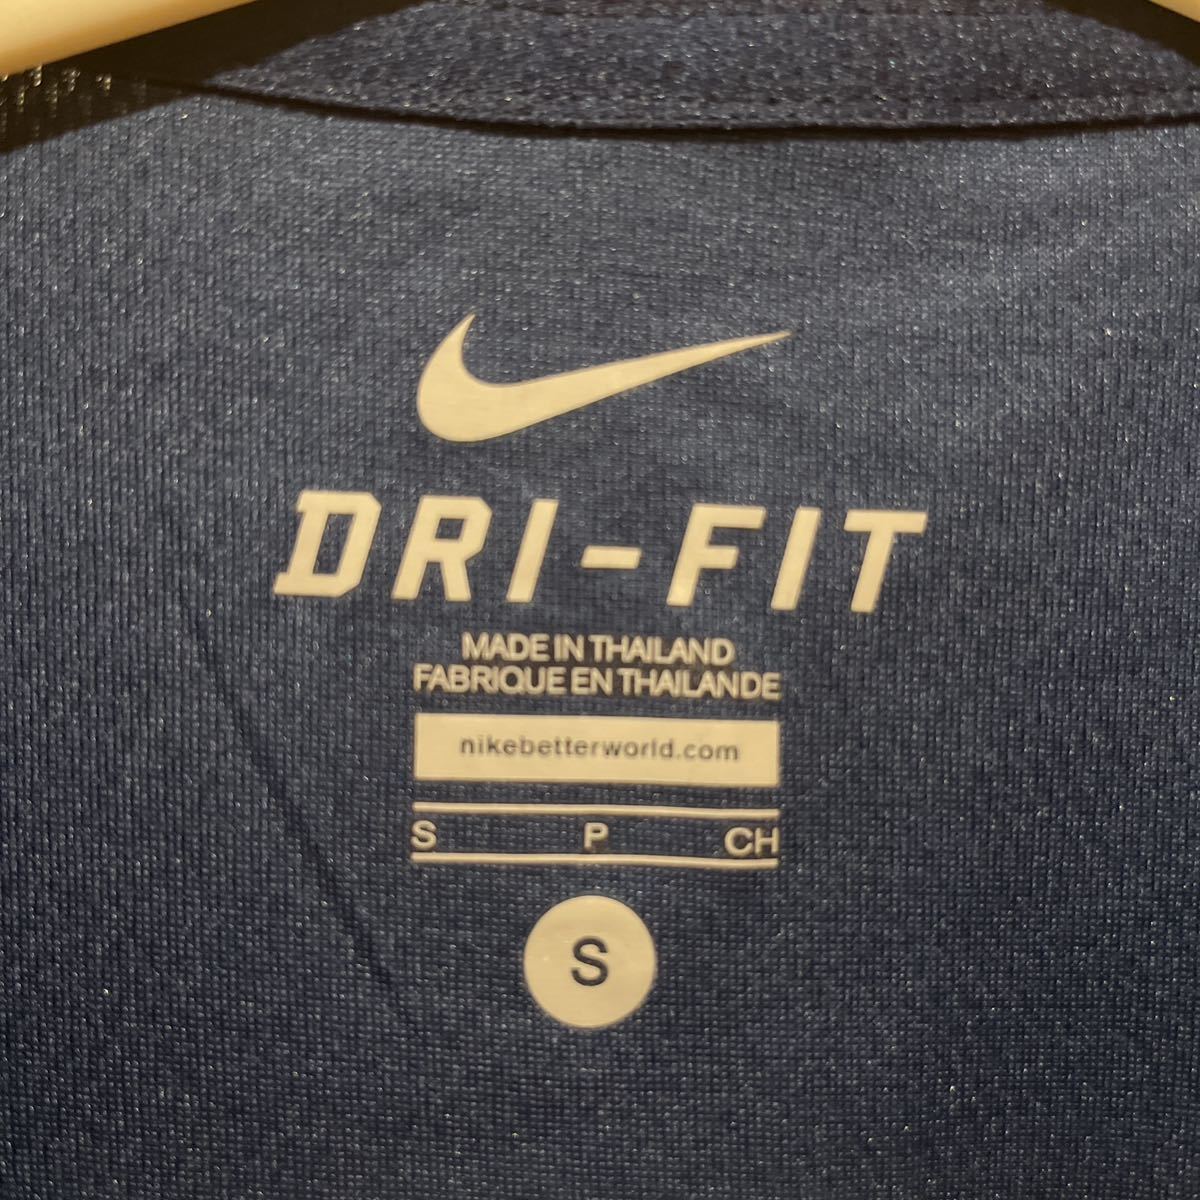 DRI-FIT
MADE IN THAILAND
FABRIQUE EN THAILANDE
nikebetterworld.com
S P CH
S